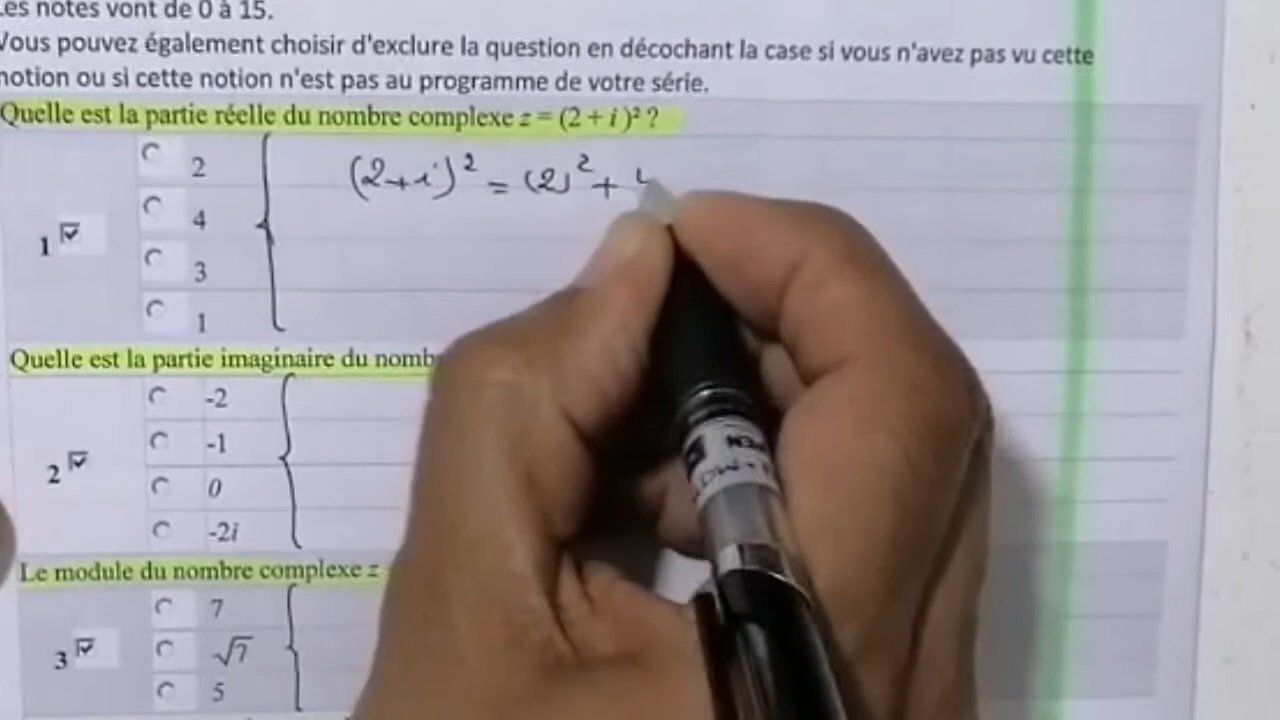 es notes vont de 0 à 15.
Vous pouvez également choisir d'exclure la question en décochant la case si vous n'avez pas vu cette
notion ou si cette notion n'est pas au programme de votre série.
Quelle est la partie réelle du nombre complexe z = (2 + i)² ?
2
(2+i)² = (2)² + 4
4
1
3
1
Quelle est la partie imaginaire du nomb
-2
-1
2
0
-2i
Le module du nombre complexe z
7
3
√7
5